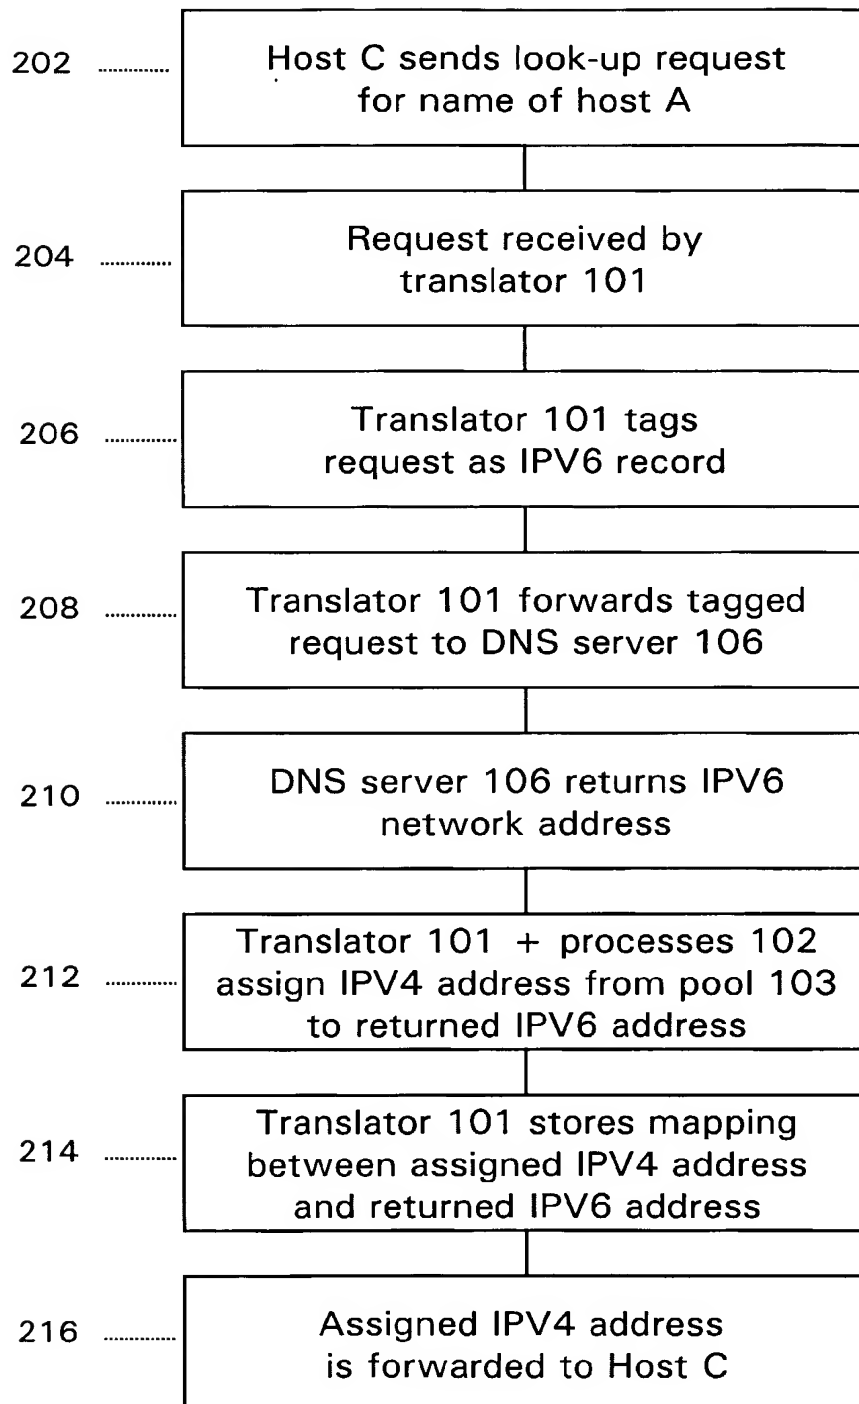 202
Host C sends look-up request
for name of host A
204
Request received by
translator 101
206
Translator 101 tags
request as IPV6 record
208
Translator 101 forwards tagged
request to DNS server 106
210
DNS server 106 returns IPV6
network address
212
Translator 101 + processes 102
assign IPV4 address from pool 103
to returned IPV6 address
214
Translator 101 stores mapping
between assigned IPV4 address
and returned IPV6 address
216
Assigned IPV4 address
is forwarded to Host C